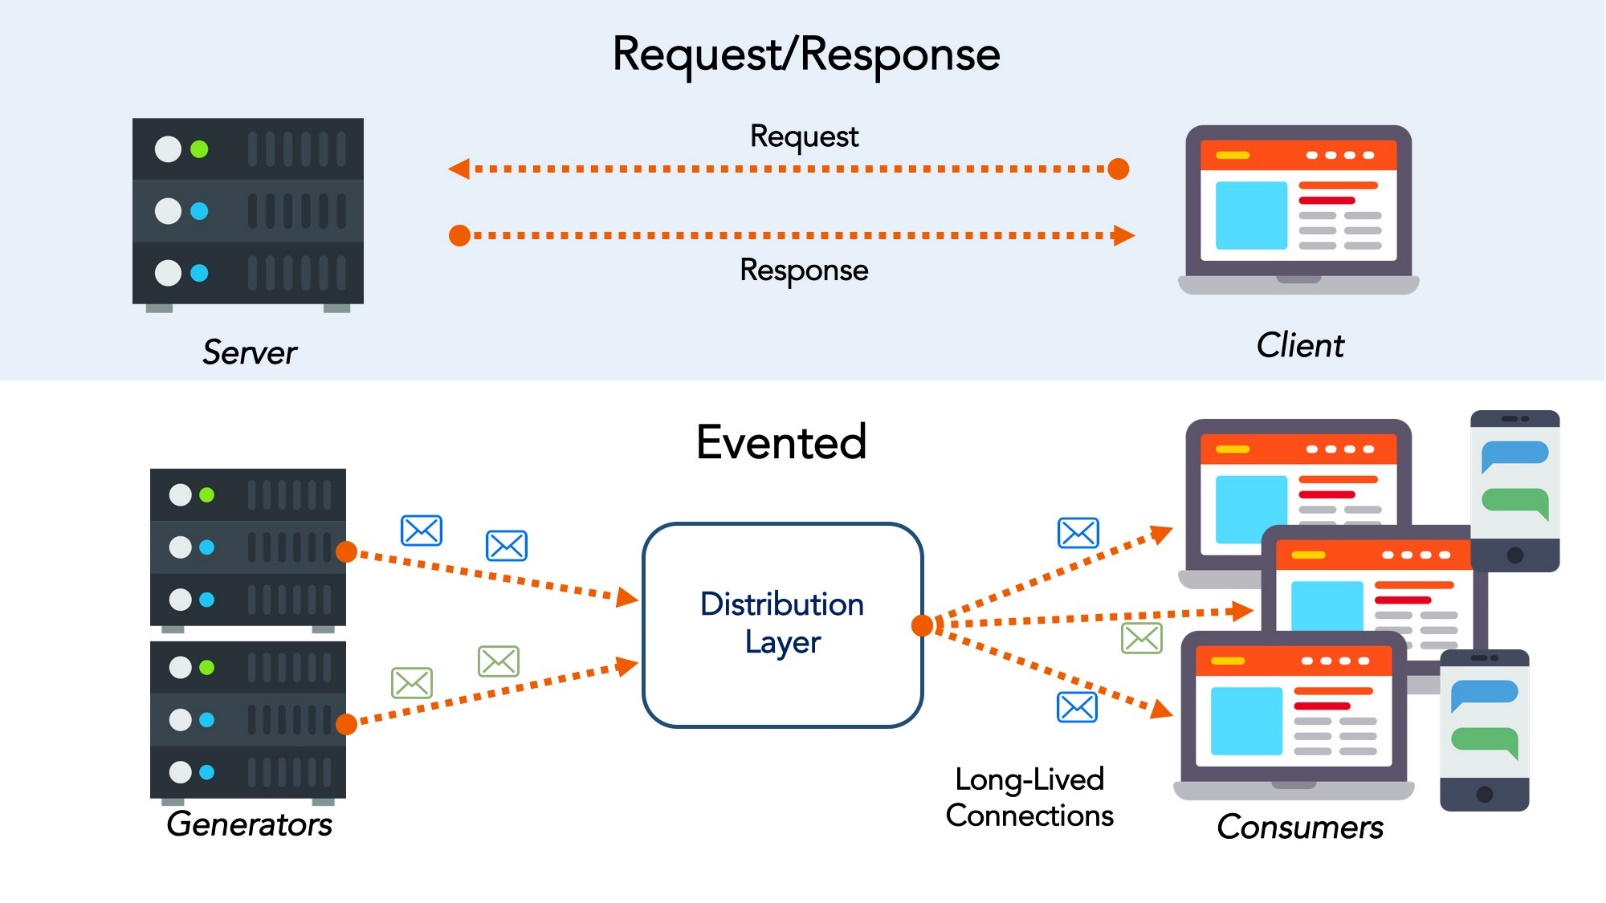 Request/Response
Request
Response
Server
Client
Evented
Distribution
Layer
Long-Lived
Connections
Generators
Consumers